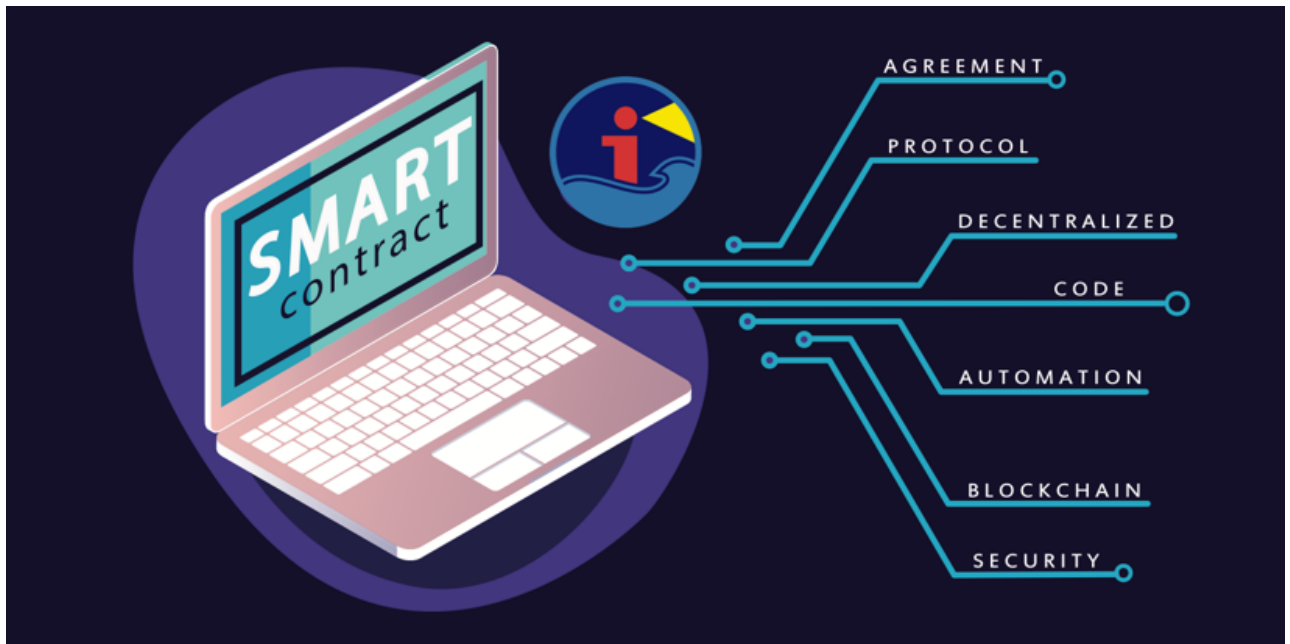 SMART
contract
i
AGREEMENT
PROTOCOL
DECENTRALIZED
CODE
AUTOMATION
BLOCKCHAIN
SECURITY